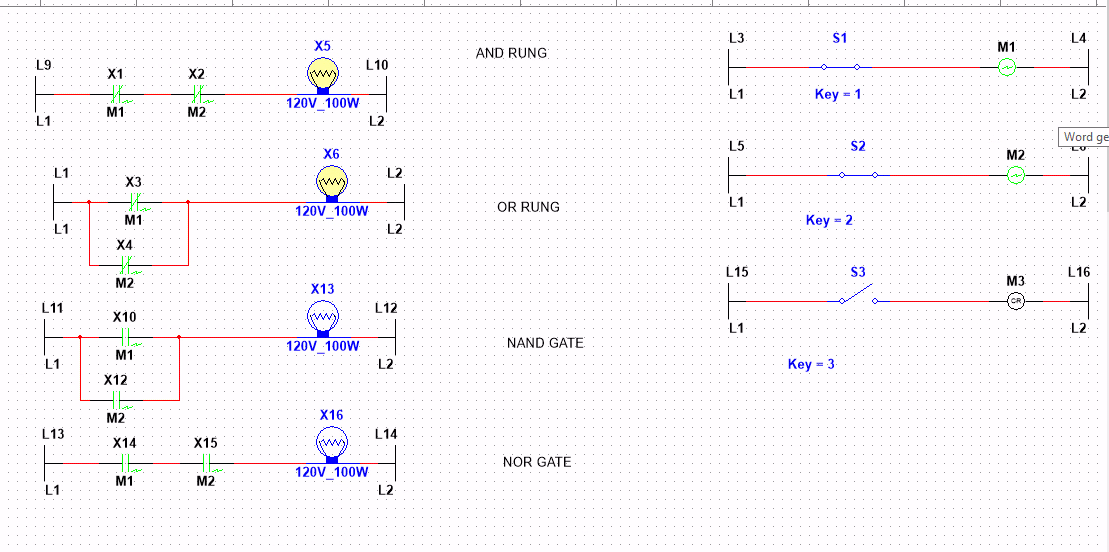 X5
AND RUNG
L9
X1
X2
L10
M1
M2
120V_100W
L1
L2
X6
L1
X3
L2
M1
120V_100W
OR RUNG
L1
X4
L2
M2
X13
L11
X10
L12
M1
120V_100W
NAND GATE
L1
X12
L2
M2
X16
L13
X14
X15
L14
M1
M2
120V_100W
NOR GATE
L1
L2
L3
S1
M1
L4
L1
Key = 1
L2
Word ge
L5
S2
M2
L1
Key = 2
L2
L15
S3
M3
L16
CR
L1
L2
Key = 3